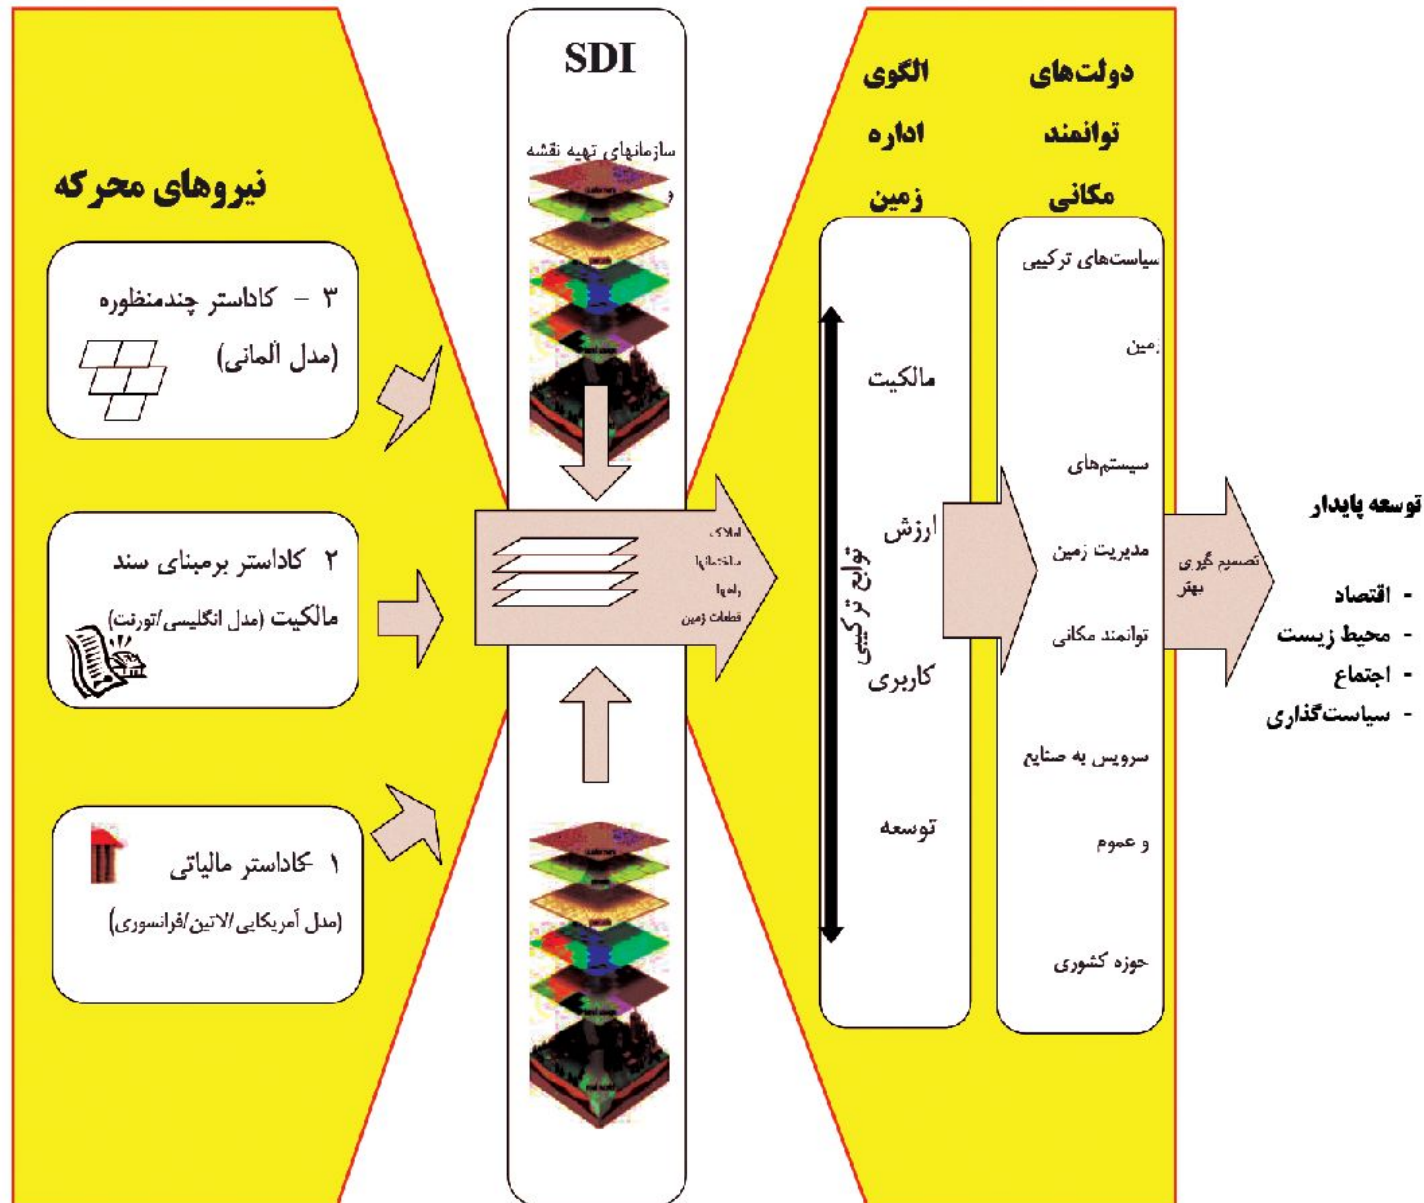 نیروهای محرکه
۳ - کاداستر چندمنظوره
(مدل آلمانی)
۲ کاداستر برمبنای سند
مالکیت (مدل انگلیسی/تورنت)
۱ -کاداستر مالیاتی
(مدل آمریکایی/لاتین/فرانسوری)
SDI
سازمانهای تهیه نقشه
و
املاک
ساختمانها
راهها
قطعات زمین
الگوی
اداره
زمین
توابع ترکیبی
مالکیت
ارزش
کاربری
توسعه
دولت‌های
توانمند
مکانی
سیاست‌های ترکیبی
زمین
سیستم‌های
مدیریت زمین
توانمند مکانی
سرویس به صنایع
و عموم
حوزه کشوری
تصمیم گیری
بهتر
توسعه پایدار
- اقتصاد
- محیط زیست
- اجتماع
- سیاست‌گذاری